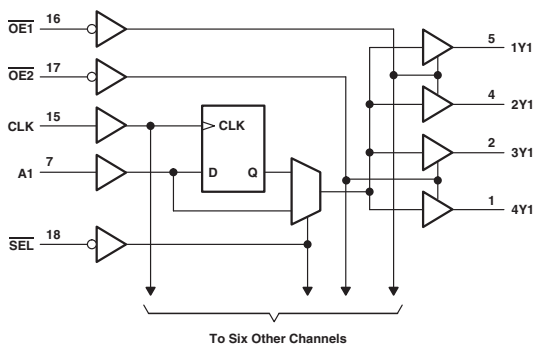 OE1 16
OE2 17
CLK 15
A1 7
SEL 18
CLK
D Q
5 1Y1
4 2Y1
2 3Y1
1 4Y1
To Six Other Channels